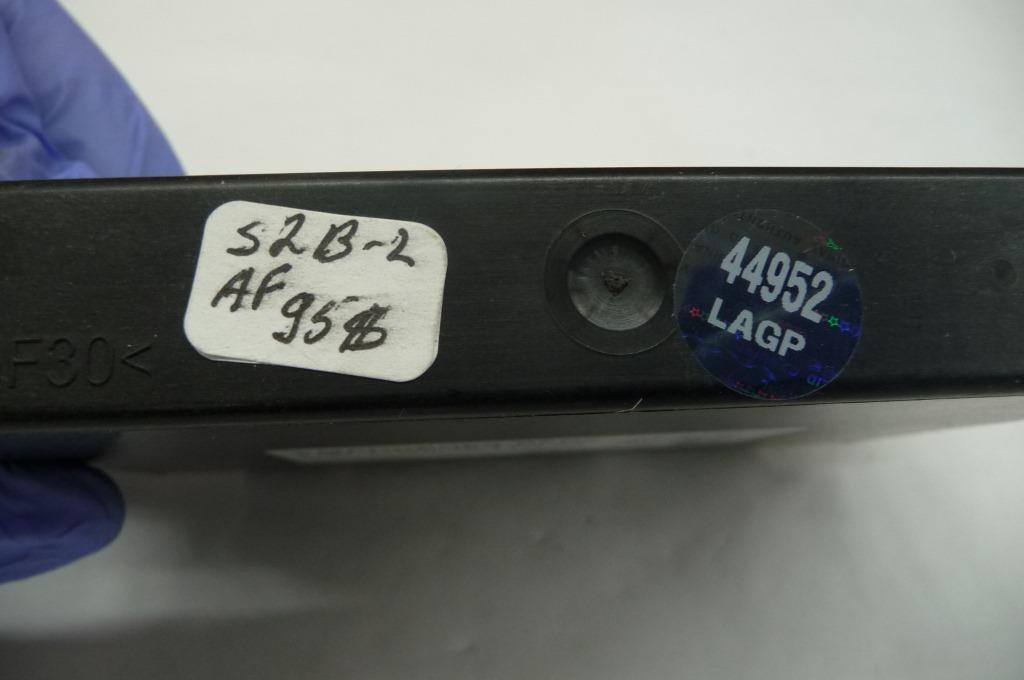 S2B-2
AF
95$
F30<
44952
LAGP